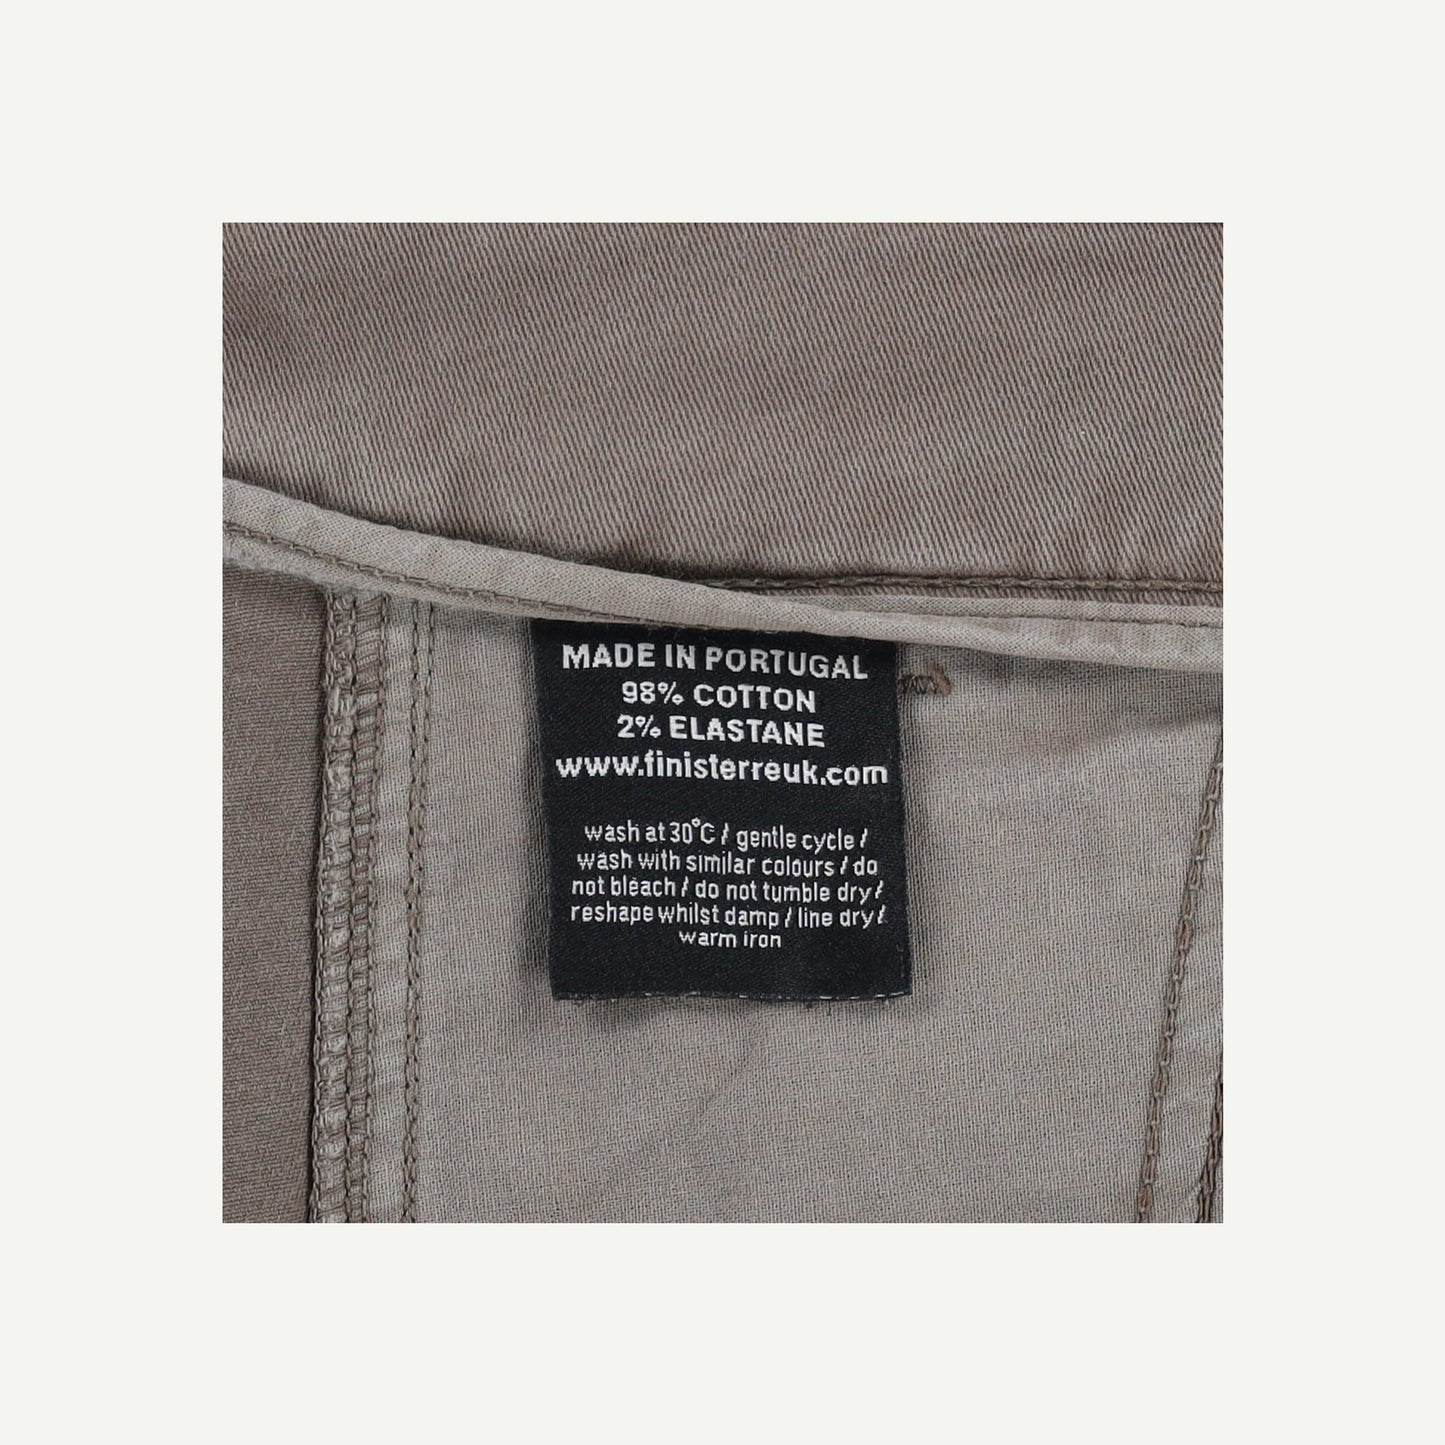 MADE IN PORTUGAL
98% COTTON
2% ELASTANE
www.finisterreuk.com
wash at 30°C / gentle cycle /
wash with similar colours / do
not bleach / do not tumble dry /
reshape whilst damp / line dry /
warm iron